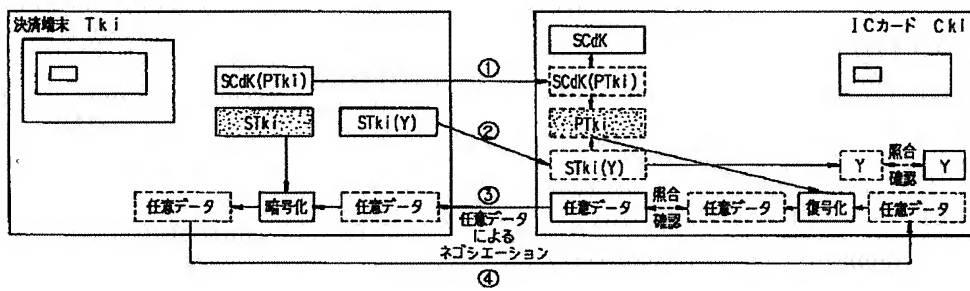 決済端末 Tki
ICカード Cki
SCdK
①
SCdK(PTki)
SCdK(PTki)
STki
STki(Y)
②
PTki
STki(Y)
Y
照合
確認
Y
任意データ
暗号化
任意データ
③
任意データ
による
ネゴシエーション
任意データ
照合
確認
任意データ
復号化
任意データ
④